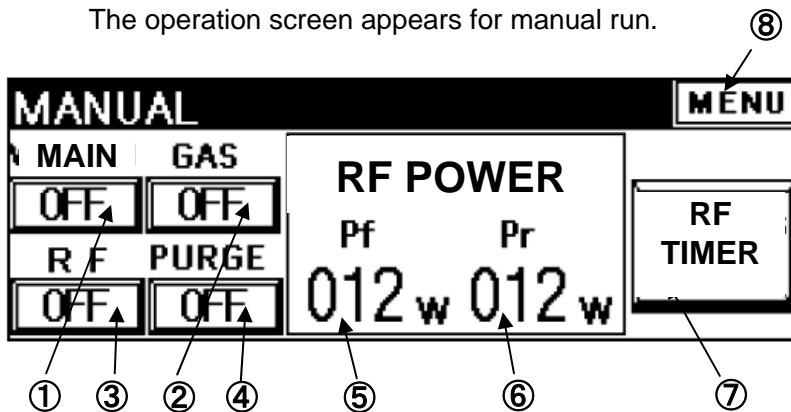 The operation screen appears for manual run.
⑧
MANUAL MENU
MAIN GAS
OFF OFF
RF POWER
Pf Pr
012 w 012 w
R F PURGE
OFF OFF
RF
TIMER
① ③ ② ④ ⑤ ⑥ ⑦